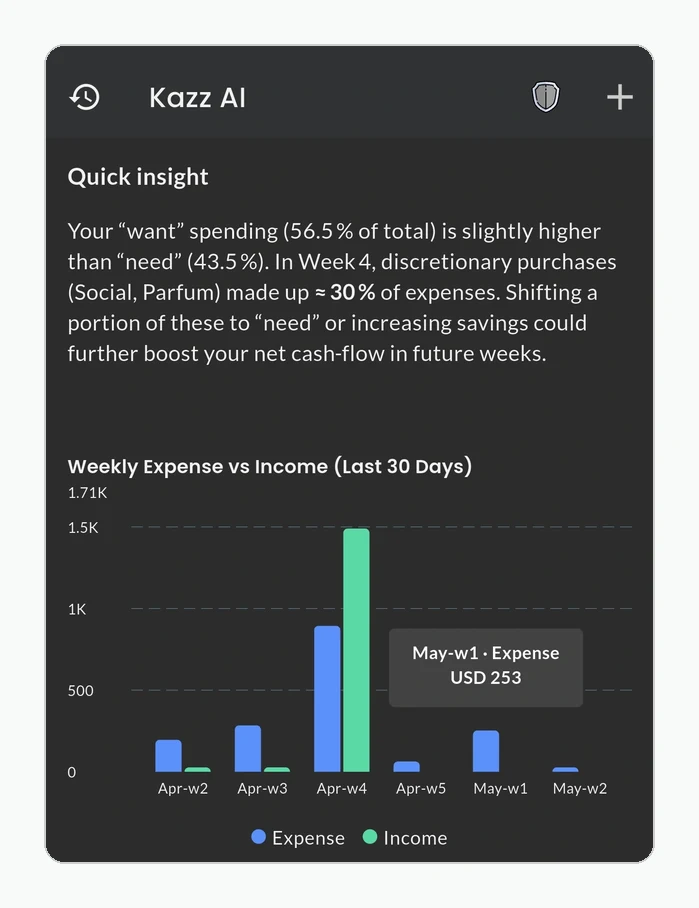 Kazz AI
Quick insight
Your “want” spending (56.5 % of total) is slightly higher
than “need” (43.5 %). In Week 4, discretionary purchases
(Social, Parfum) made up ≈ 30 % of expenses. Shifting a
portion of these to “need” or increasing savings could
further boost your net cash-flow in future weeks.
Weekly Expense vs Income (Last 30 Days)
1.71K
1.5K
1K
May-w1 · Expense
USD 253
500
0
Apr-w2 Apr-w3 Apr-w4 Apr-w5 May-w1 May-w2
Expense Income